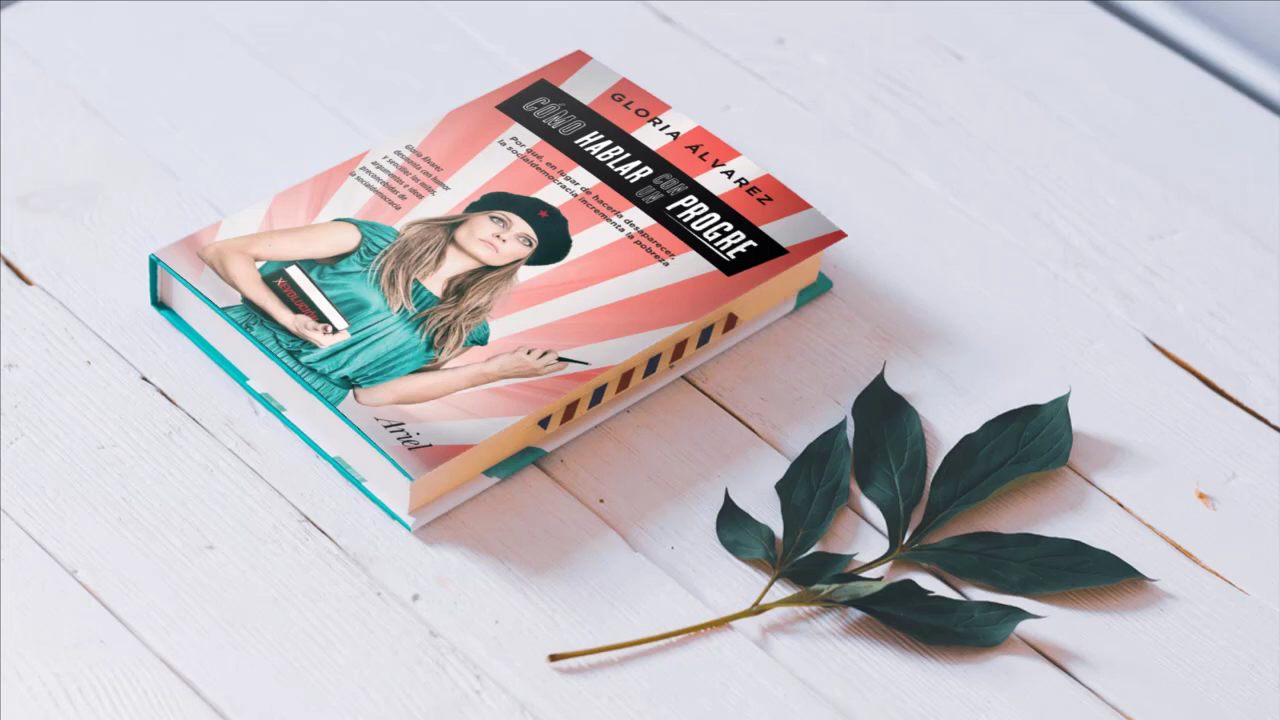 GLORIA ÁLVAREZ
CÓMO HABLAR CON UN PROGRE
Por qué, en lugar de hacerla desaparecer,
la socialdemocracia incrementa la pobreza
Gloria Álvarez
desmonta con humor
y sencillez los mitos,
argumentos e ideas
preconcebidas de
la socialdemocracia
Ariel